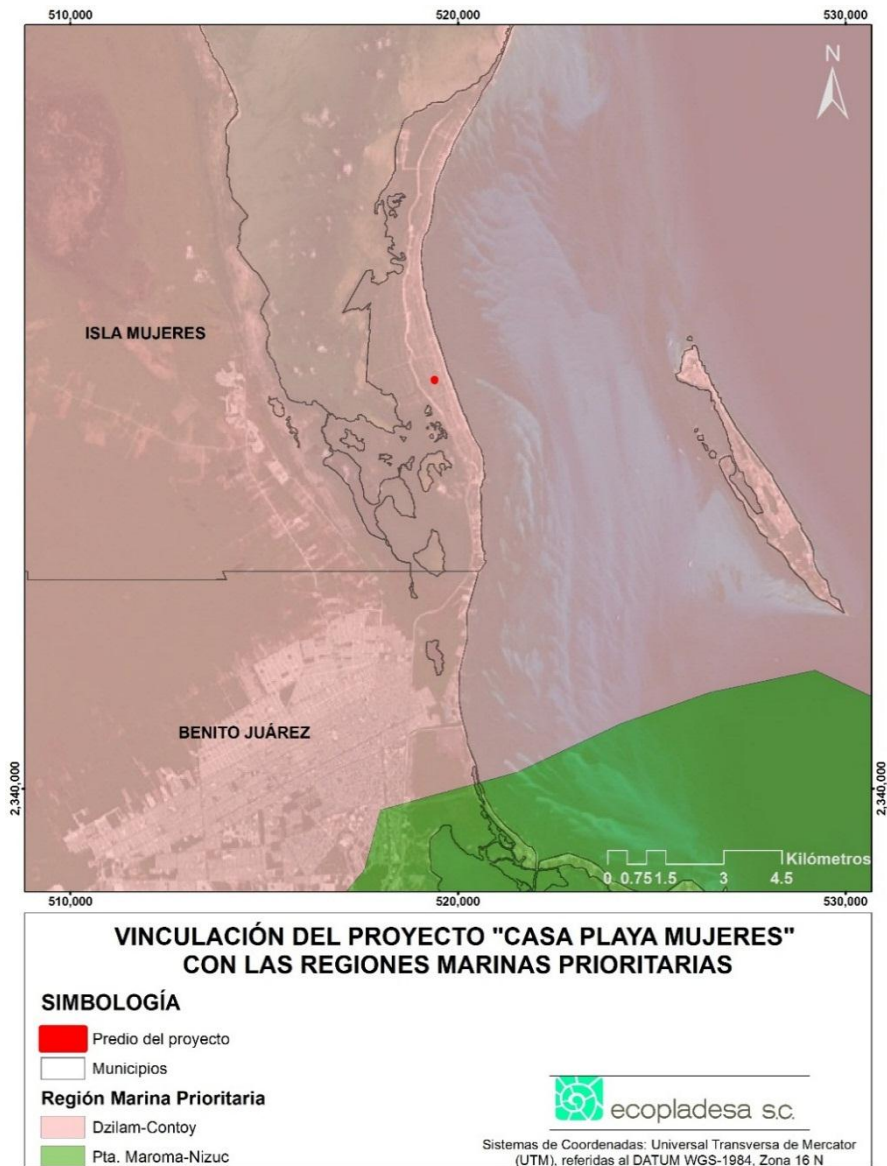 510,000 520,000 530,000
N
ISLA MUJERES
BENITO JUÁREZ
2,340,000 2,340,000
Kilómetros
0 0.75 1.5 3 4.5
510,000 520,000 530,000
VINCULACIÓN DEL PROYECTO "CASA PLAYA MUJERES"
CON LAS REGIONES MARINAS PRIORITARIAS
SIMBOLOGÍA
Predio del proyecto
Municipios
Región Marina Prioritaria
Dzilam-Contoy
Pta. Maroma-Nizuc
ecopladesa s.c.
Sistemas de Coordenadas: Universal Transversa de Mercator
(UTM), referidas al DATUM WGS-1984, Zona 16 N